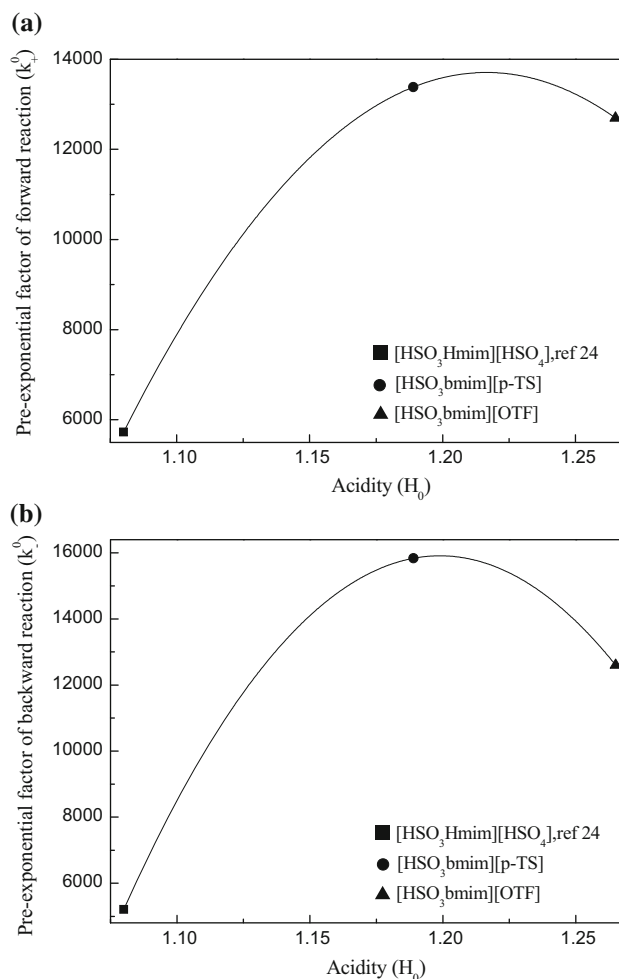 (a)
Pre-exponential factor of forward reaction (k⁰₊)
14000
12000
10000
8000
6000
1.10
1.15
1.20
1.25
Acidity (H₀)
■ [HSO₃Hmim][HSO₄],ref 24
● [HSO₃bmim][p-TS]
▲ [HSO₃bmim][OTF]
(b)
Pre-exponential factor of backward reaction (k⁰₋)
16000
14000
12000
10000
8000
6000
1.10
1.15
1.20
1.25
Acidity (H₀)
■ [HSO₃Hmim][HSO₄],ref 24
● [HSO₃bmim][p-TS]
▲ [HSO₃bmim][OTF]